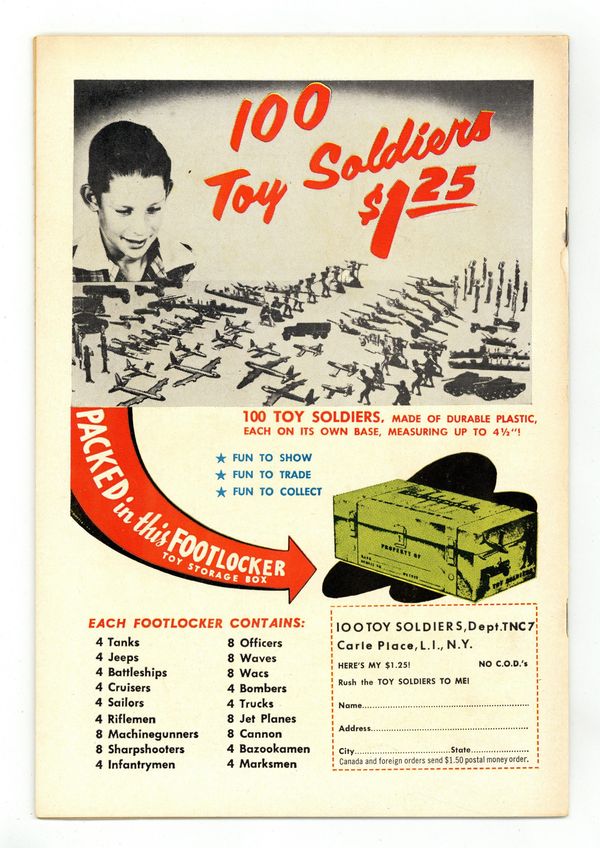 100
Toy Soldiers
$1.25
100 TOY SOLDIERS, MADE OF DURABLE PLASTIC,
EACH ON ITS OWN BASE, MEASURING UP TO 4½"!
★ FUN TO SHOW
★ FUN TO TRADE
★ FUN TO COLLECT
PACKED in this FOOTLOCKER
TOY STORAGE BOX
PROPERTY OF
TOY SOLDIERS
EACH FOOTLOCKER CONTAINS:
4 Tanks
4 Jeeps
4 Battleships
4 Cruisers
4 Sailors
4 Riflemen
8 Machinegunners
8 Sharpshooters
4 Infantrymen
8 Officers
8 Waves
8 Wacs
4 Bombers
4 Trucks
8 Jet Planes
8 Cannon
4 Bazookamen
4 Marksmen
100 TOY SOLDIERS, Dept. TNC7
Carle Place, L.I., N.Y.
HERE'S MY $1.25! NO C.O.D.'s
Rush the TOY SOLDIERS TO ME!
Name
Address
City State
Canada and foreign orders send $1.50 postal money order.